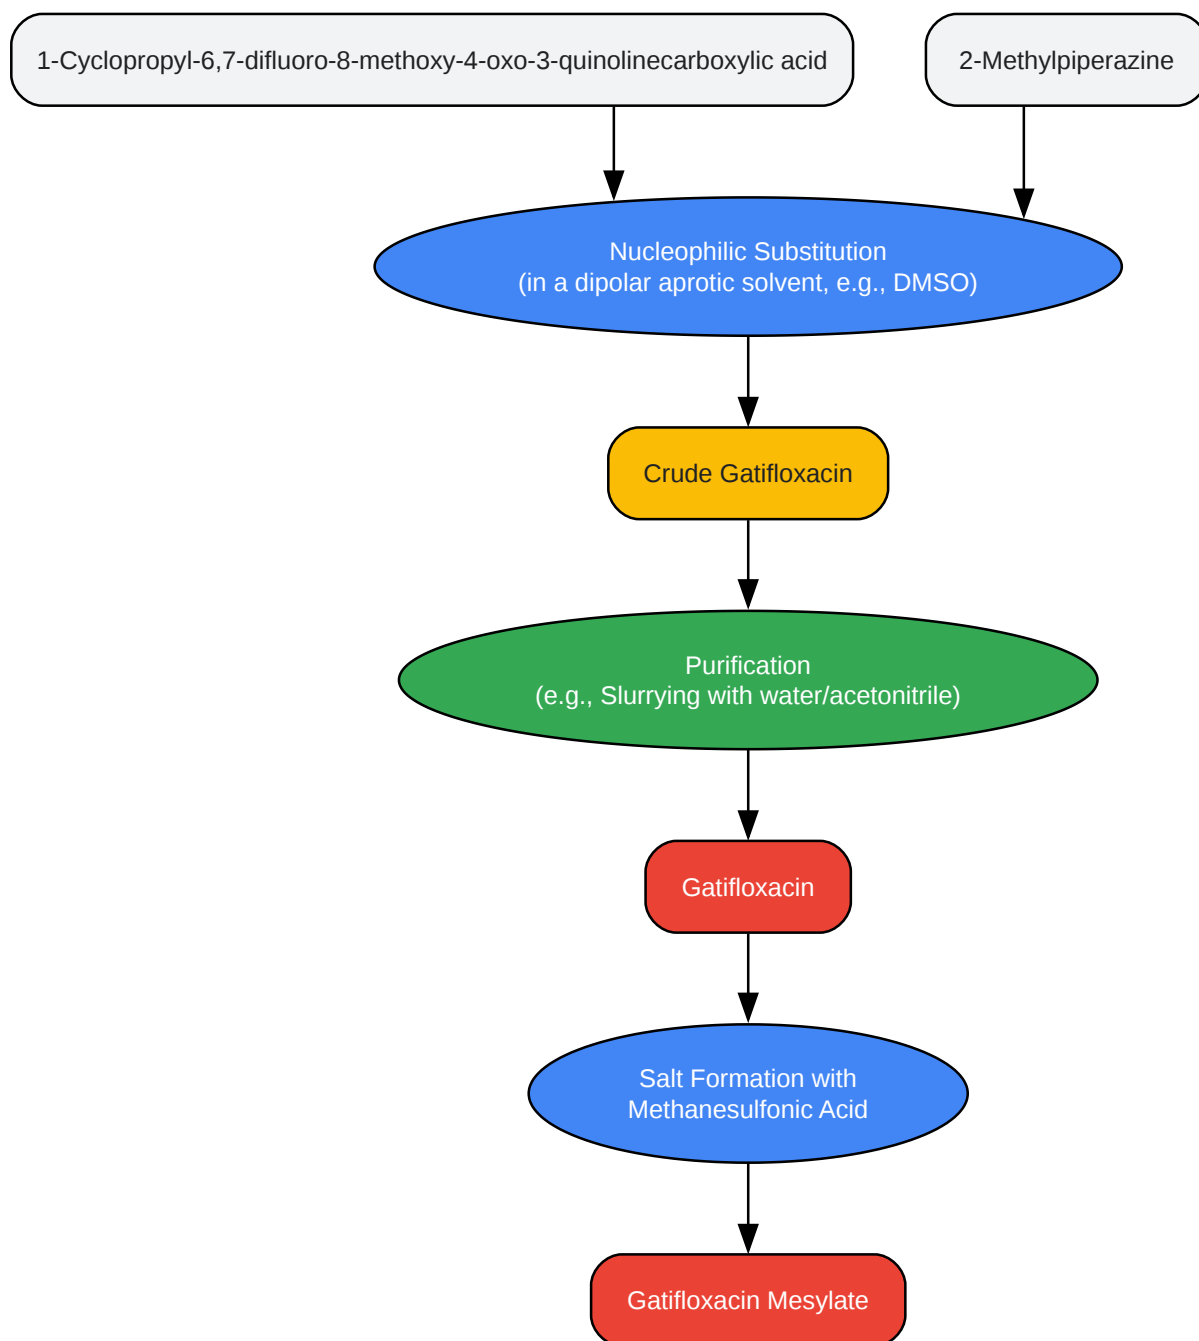 1-Cyclopropyl-6,7-difluoro-8-methoxy-4-oxo-3-quinolinecarboxylic acid
2-Methylpiperazine
Nucleophilic Substitution
(in a dipolar aprotic solvent, e.g., DMSO)
Crude Gatifloxacin
Purification
(e.g., Slurrying with water/acetonitrile)
Gatifloxacin
Salt Formation with
Methanesulfonic Acid
Gatifloxacin Mesylate